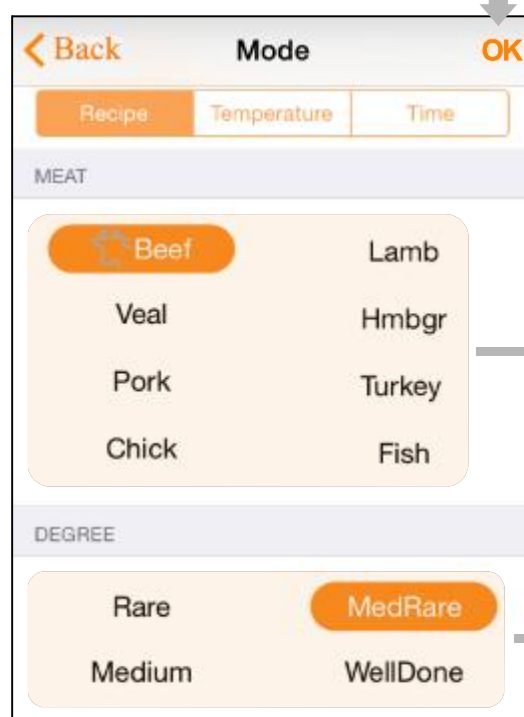 Back Mode OK
Recipe Temperature Time
MEAT
Beef Lamb
Veal Hmbgr
Pork Turkey
Chick Fish
DEGREE
Rare MedRare
Medium WellDone